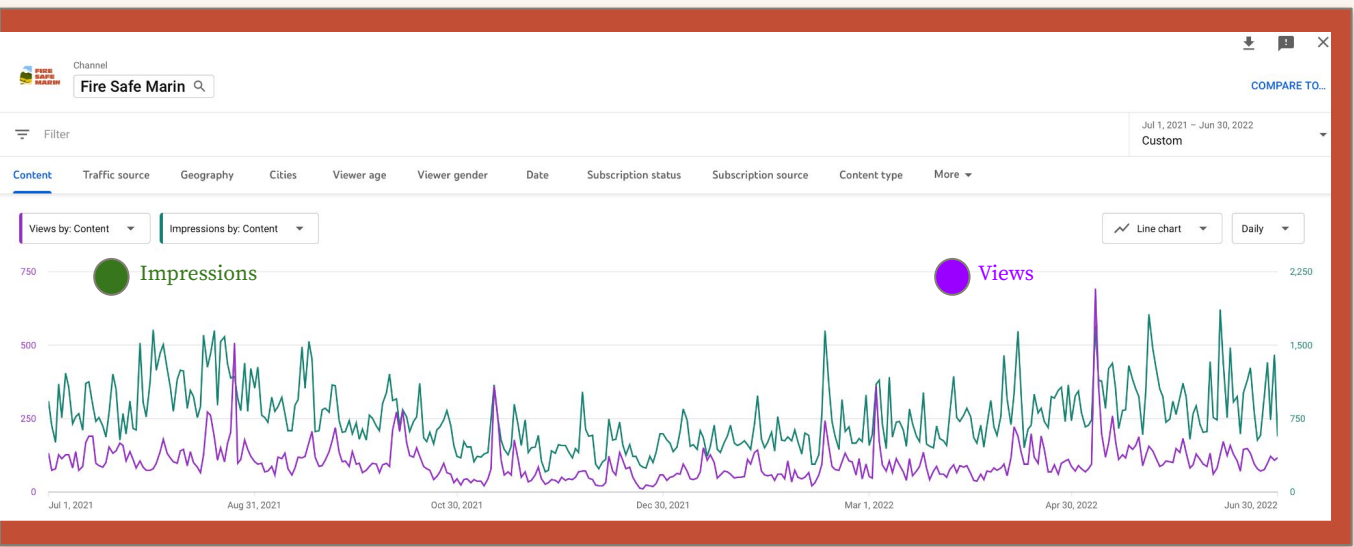 FIRE
SAFE
MARIN
Channel
Fire Safe Marin
COMPARE TO...
Filter
Jul 1, 2021 – Jun 30, 2022
Custom
Content Traffic source Geography Cities Viewer age Viewer gender Date Subscription status Subscription source Content type More
Views by: Content Impressions by: Content Line chart Daily
Impressions Views
750 2,250
500 1,500
250 750
0 0
Jul 1, 2021 Aug 31, 2021 Oct 30, 2021 Dec 30, 2021 Mar 1, 2022 Apr 30, 2022 Jun 30, 2022